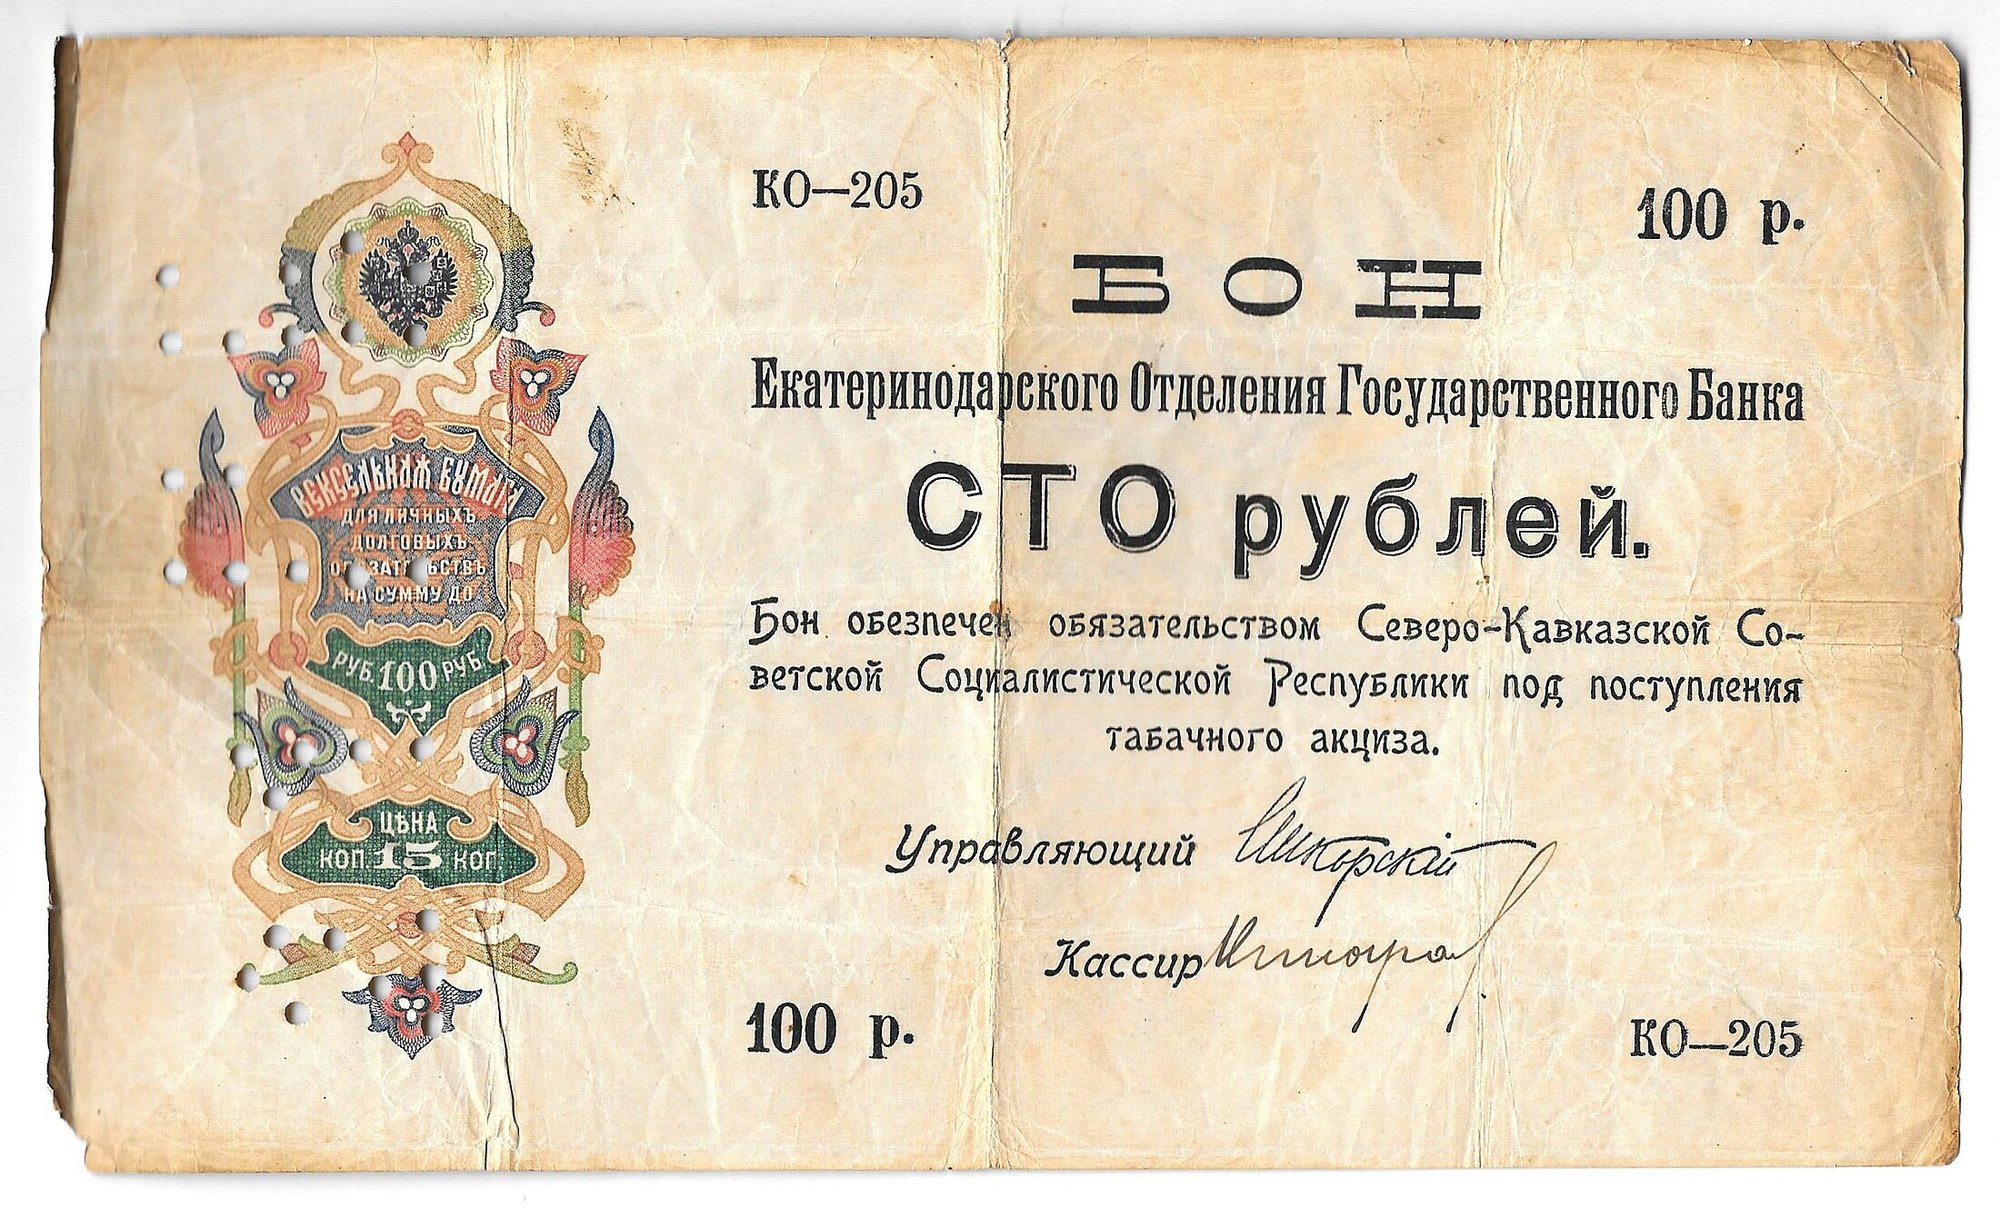 КО—205
100 р.
БОН
Екатеринодарского Отделения Государственного Банка
СТО рублей.
Бон обезпечен обязательством Северо-Кавказской Со-
ветской Социалистической Республики под поступления
табачного акциза.
Управляющий
Кассир
100 р.
КО—205
ВЕКСЕЛЬНАЯ БУМАГА
ДЛЯ ЛИЧНЫХЪ
ДОЛГОВЫХЪ
ОБЯЗАТЕЛЬСТВЪ
НА СУММУ ДО
РУБ. 100 РУБ.
ЦѢНА
КОП. 15 КОП.